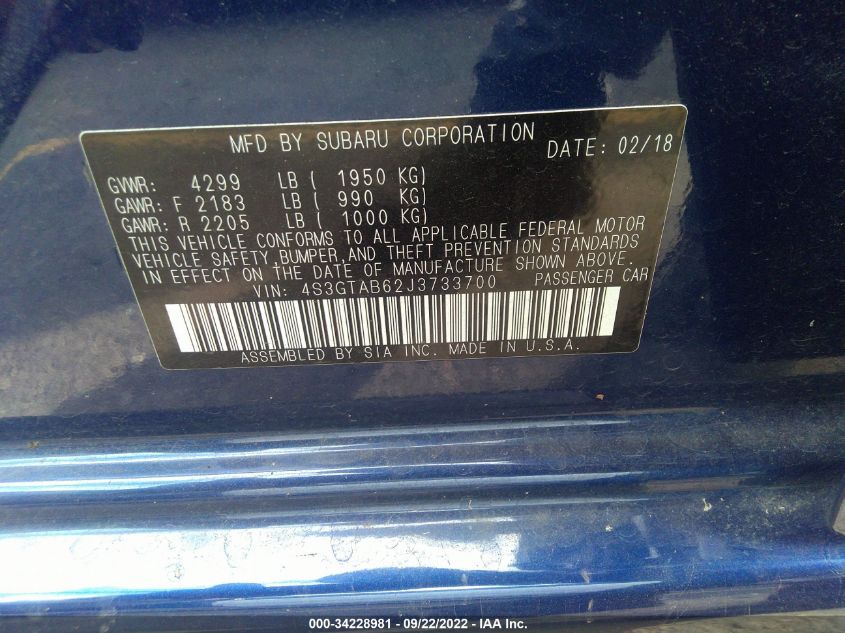 MFD BY SUBARU CORPORATION DATE: 02/18
GVWR: 4299 LB ( 1950 KG)
GAWR: F 2183 LB ( 990 KG)
GAWR: R 2205 LB ( 1000 KG)
THIS VEHICLE CONFORMS TO ALL APPLICABLE FEDERAL MOTOR
VEHICLE SAFETY, BUMPER, AND THEFT PREVENTION STANDARDS
IN EFFECT ON THE DATE OF MANUFACTURE SHOWN ABOVE.
VIN: 4S3GTAB62J3733700 PASSENGER CAR
ASSEMBLED BY SIA INC. MADE IN U.S.A.
000-34228981 - 09/22/2022 - IAA Inc.